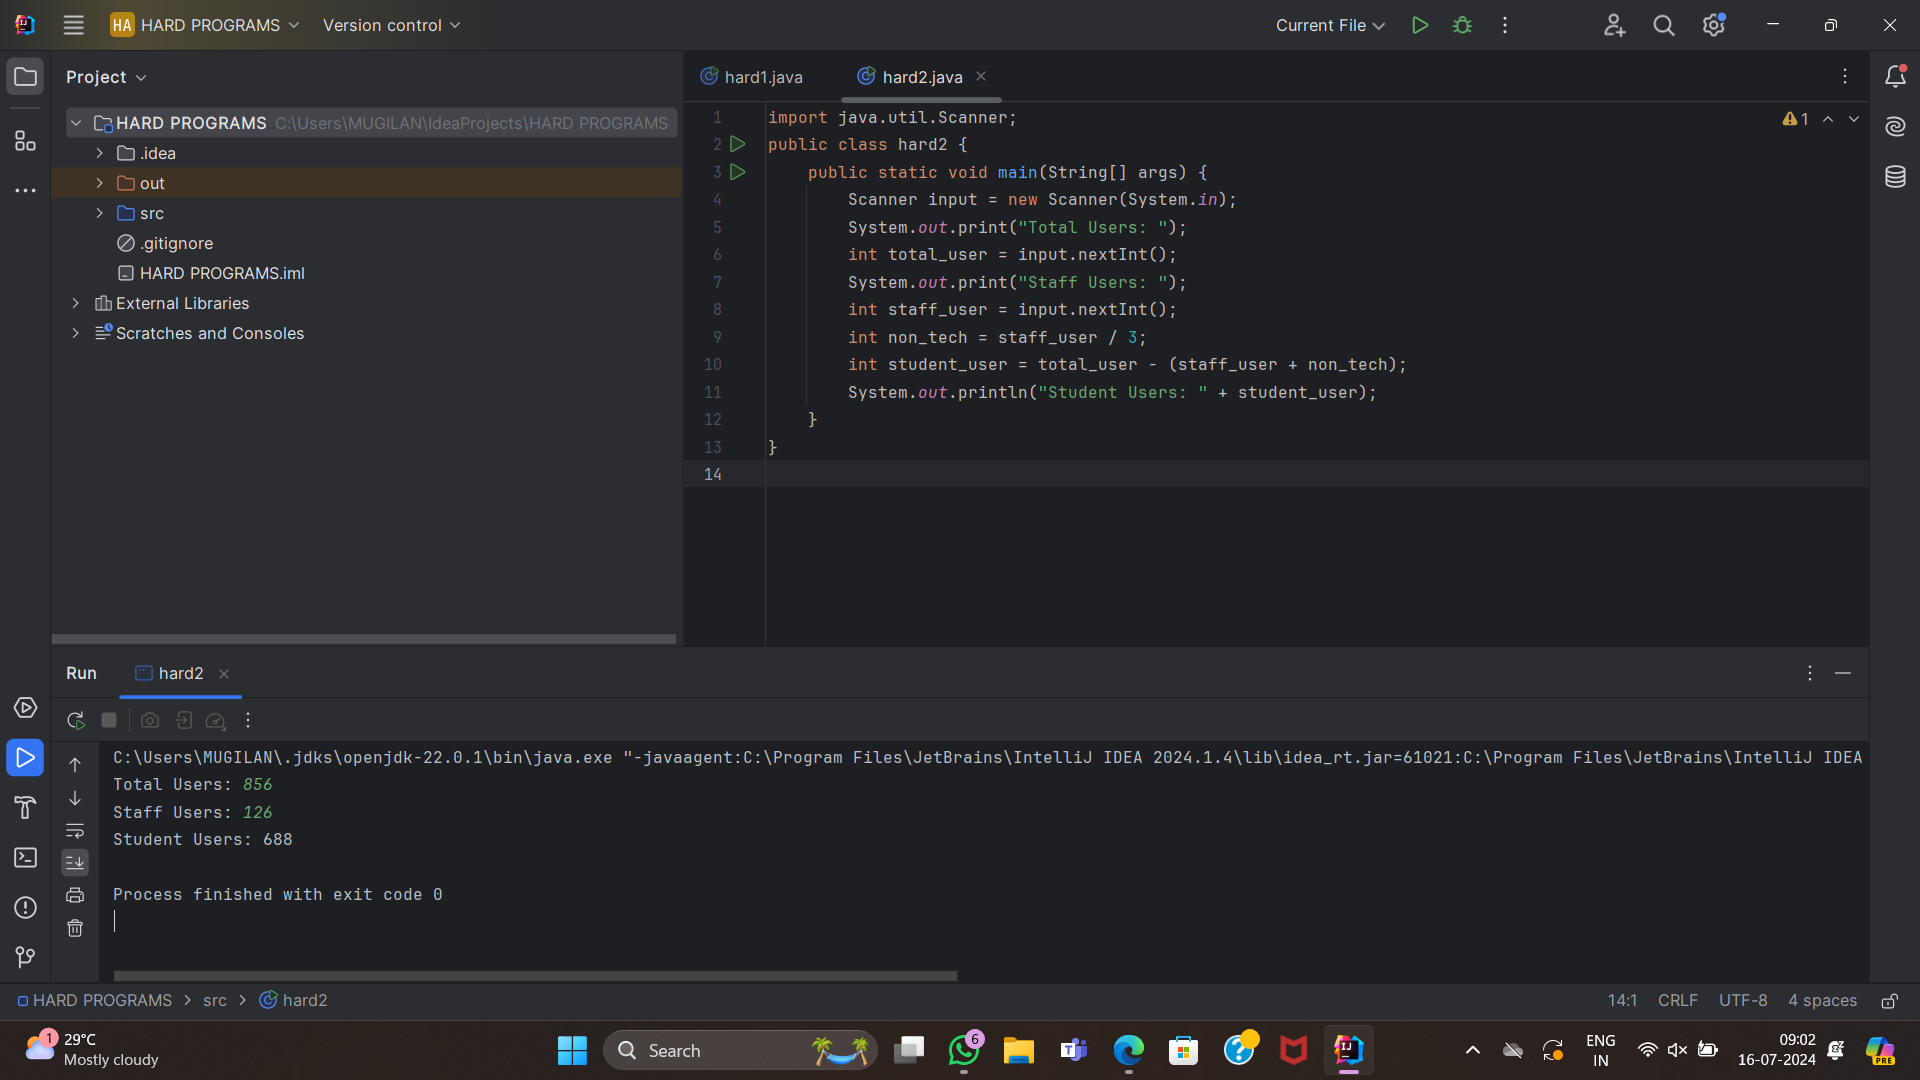 HA HARD PROGRAMS Version control Current File
Project
hard1.java hard2.java
HARD PROGRAMS C:\Users\MUGILAN\IdeaProjects\HARD PROGRAMS
.idea
out
src
.gitignore
HARD PROGRAMS.iml
External Libraries
Scratches and Consoles
1 import java.util.Scanner;
2 public class hard2 {
3 public static void main(String[] args) {
4 Scanner input = new Scanner(System.in);
5 System.out.print("Total Users: ");
6 int total_user = input.nextInt();
7 System.out.print("Staff Users: ");
8 int staff_user = input.nextInt();
9 int non_tech = staff_user / 3;
10 int student_user = total_user - (staff_user + non_tech);
11 System.out.println("Student Users: " + student_user);
12 }
13 }
14
1
Run hard2
C:\Users\MUGILAN\.jdks\openjdk-22.0.1\bin\java.exe "-javaagent:C:\Program Files\JetBrains\IntelliJ IDEA 2024.1.4\lib\idea_rt.jar=61021:C:\Program Files\JetBrains\IntelliJ IDEA
Total Users: 856
Staff Users: 126
Student Users: 688
Process finished with exit code 0
HARD PROGRAMS > src > hard2 14:1 CRLF UTF-8 4 spaces
1 29°C
Mostly cloudy
Search
6
ENG
IN
09:02
16-07-2024
PRE